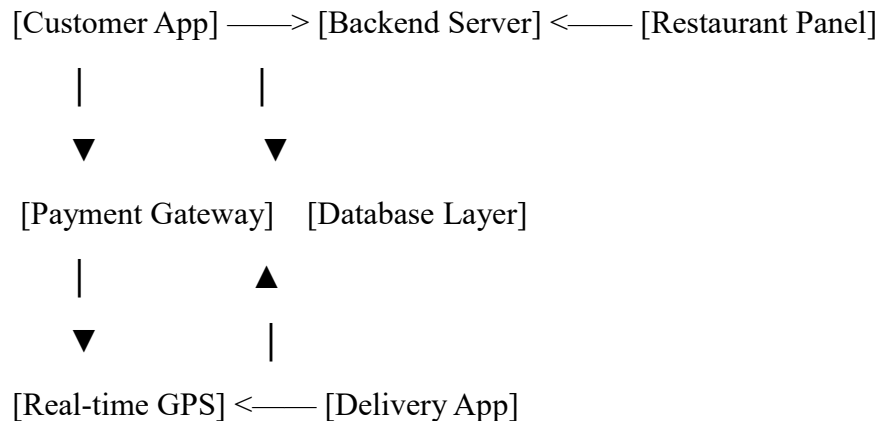 [Customer App] ——> [Backend Server] <—— [Restaurant Panel]
| |
▼ ▼
[Payment Gateway] [Database Layer]
| ▲
▼ |
[Real-time GPS] <—— [Delivery App]